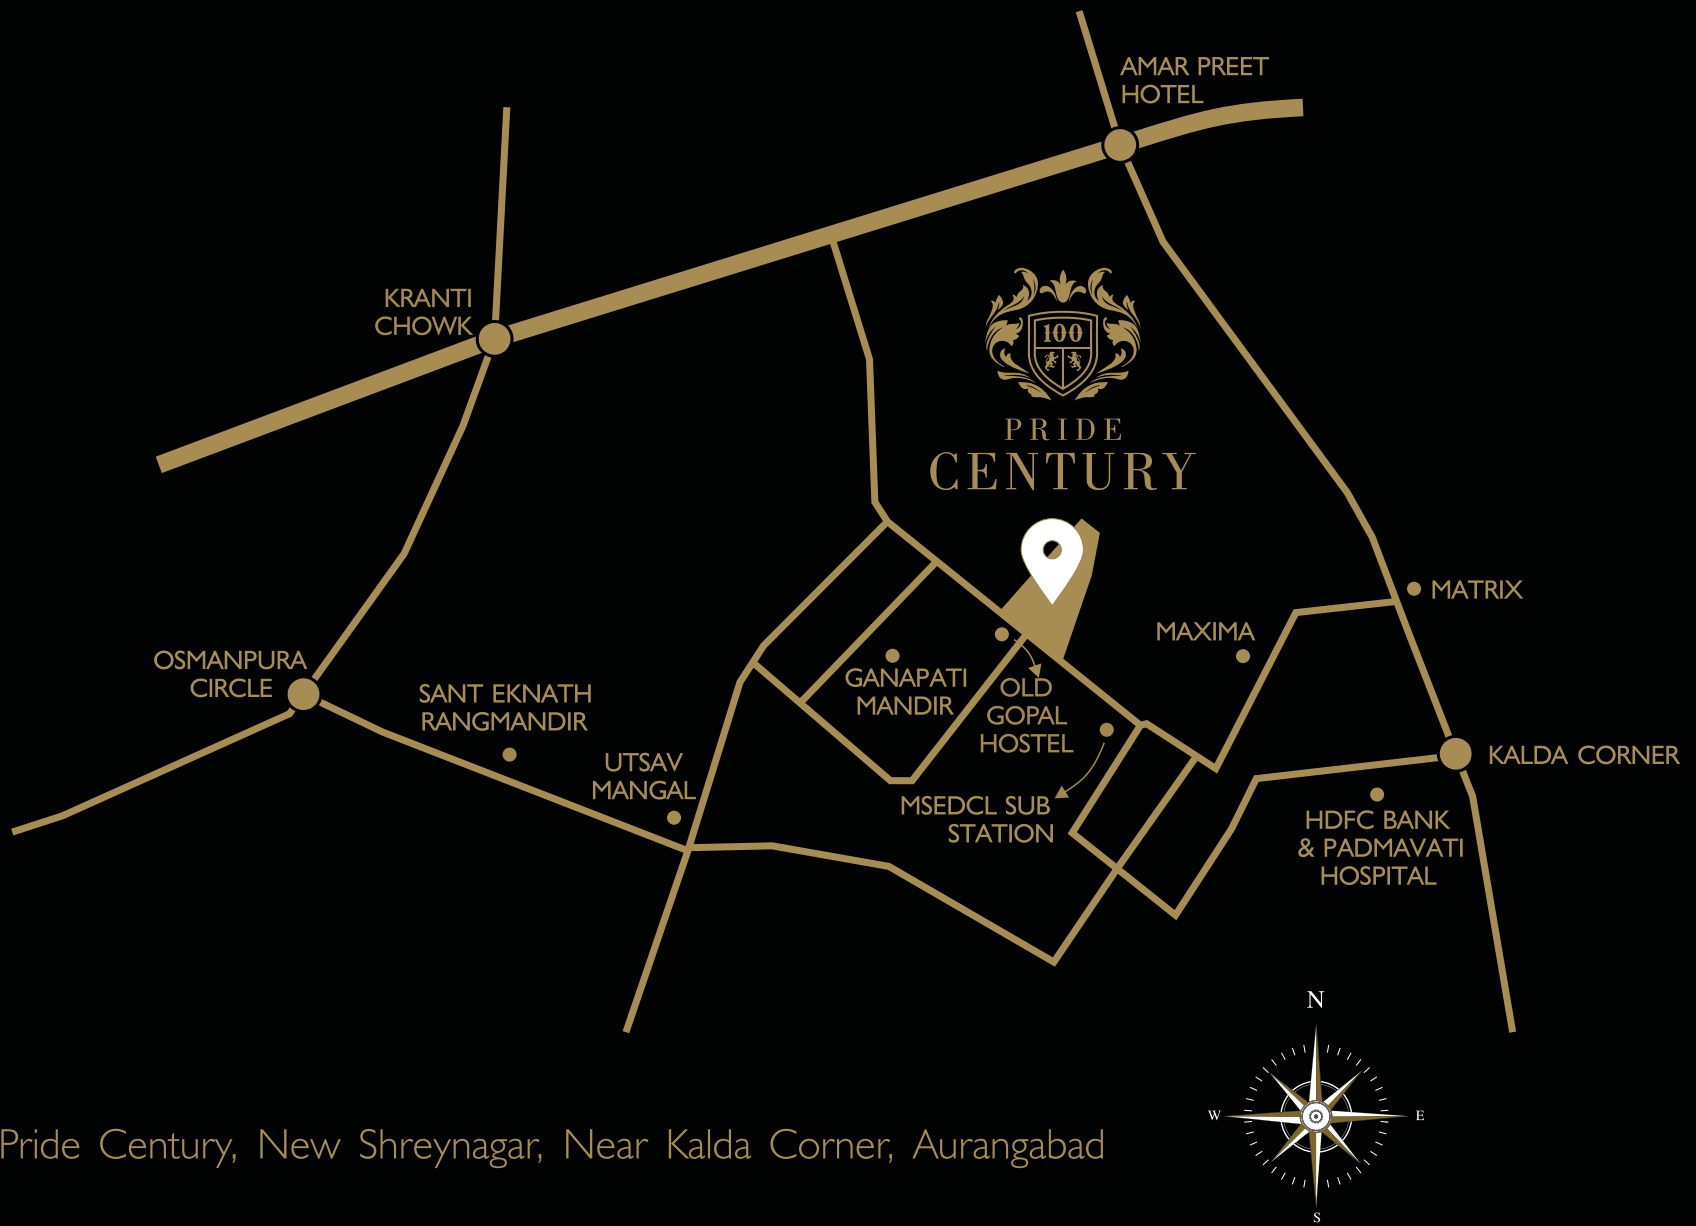 AMAR PREET
HOTEL
KRANTI
CHOWK
100
PRIDE
CENTURY
MATRIX
MAXIMA
OSMANPURA
CIRCLE
SANT EKNATH
RANGMANDIR
GANAPATI
MANDIR
OLD
GOPAL
HOSTEL
UTSAV
MANGAL
KALDA CORNER
MSEDCL SUB
STATION
HDFC BANK
& PADMAVATI
HOSPITAL
N
W
E
S
Pride Century, New Shreynagar, Near Kalda Corner, Aurangabad